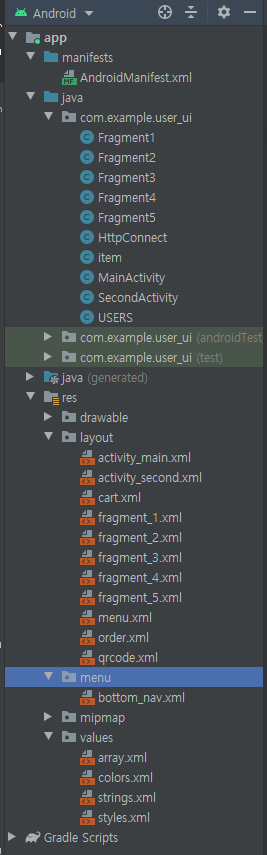 Android
app
manifests
AndroidManifest.xml
java
com.example.user_ui
Fragment1
Fragment2
Fragment3
Fragment4
Fragment5
HttpConnect
item
MainActivity
SecondActivity
USERS
com.example.user_ui (androidTest
com.example.user_ui (test)
java (generated)
res
drawable
layout
activity_main.xml
activity_second.xml
cart.xml
fragment_1.xml
fragment_2.xml
fragment_3.xml
fragment_4.xml
fragment_5.xml
menu.xml
order.xml
qrcode.xml
menu
bottom_nav.xml
mipmap
values
array.xml
colors.xml
strings.xml
styles.xml
Gradle Scripts